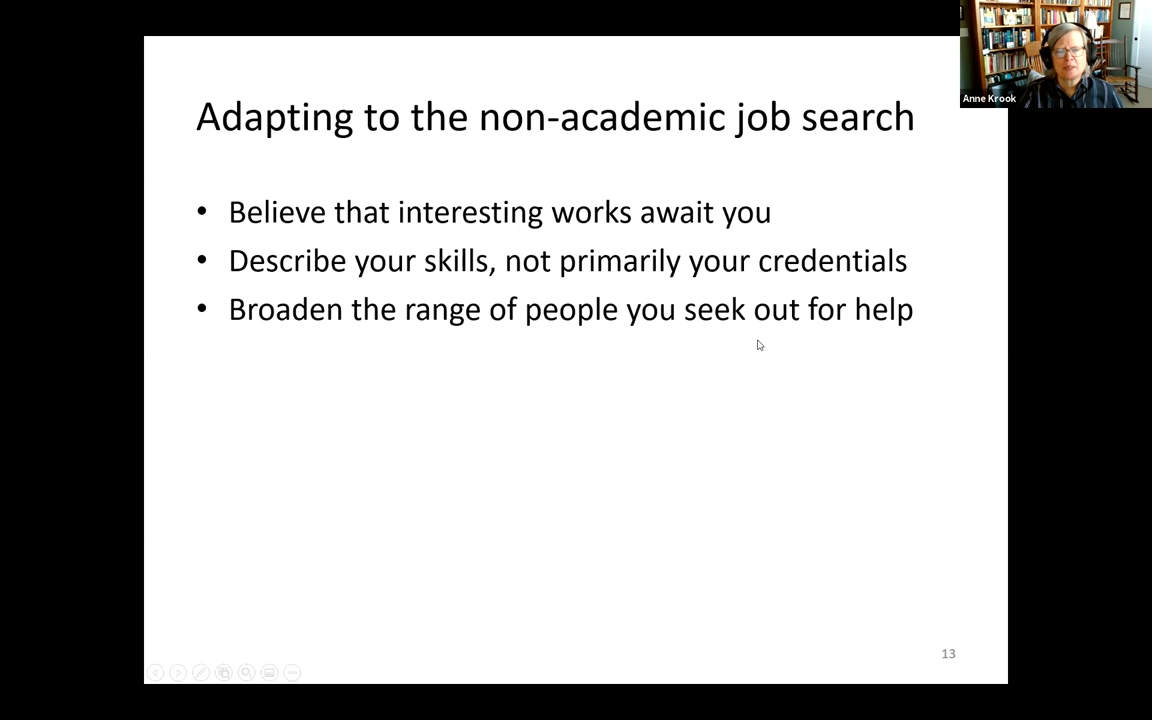 Anne Krook
Adapting to the non-academic job search
• Believe that interesting works await you
• Describe your skills, not primarily your credentials
• Broaden the range of people you seek out for help
13